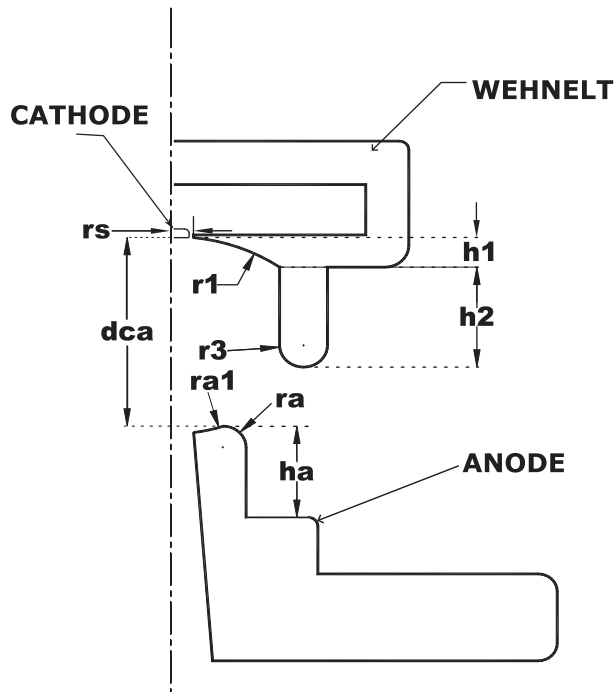 WEHNELT
CATHODE
rs
h1
r1
h2
dca
r3
ra1
ra
ha
ANODE